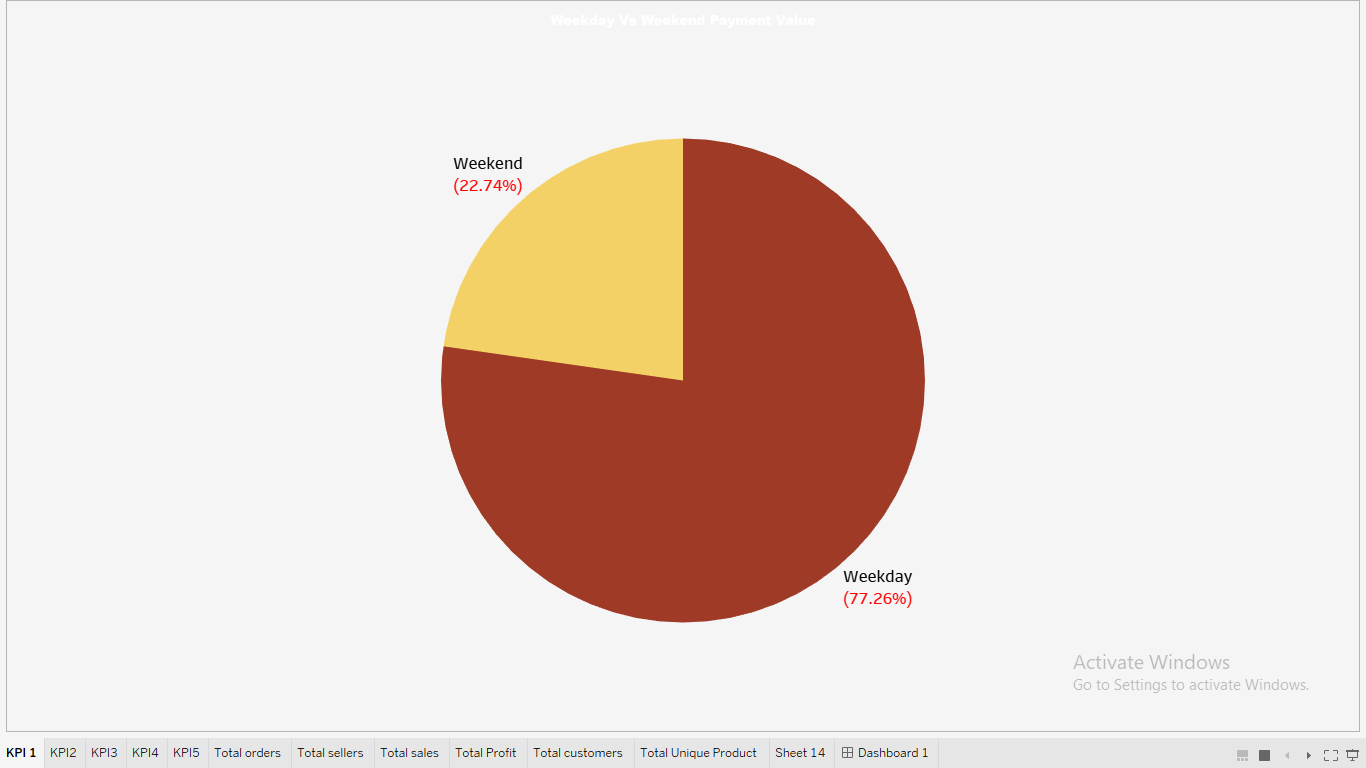 Weekday Vs Weekend Payment Value
Weekend
(22.74%)
Weekday
(77.26%)
Activate Windows
Go to Settings to activate Windows.
KPI 1 KPI2 KPI3 KPI4 KPI5 Total orders Total sellers Total sales Total Profit Total customers Total Unique Product Sheet 14 Dashboard 1